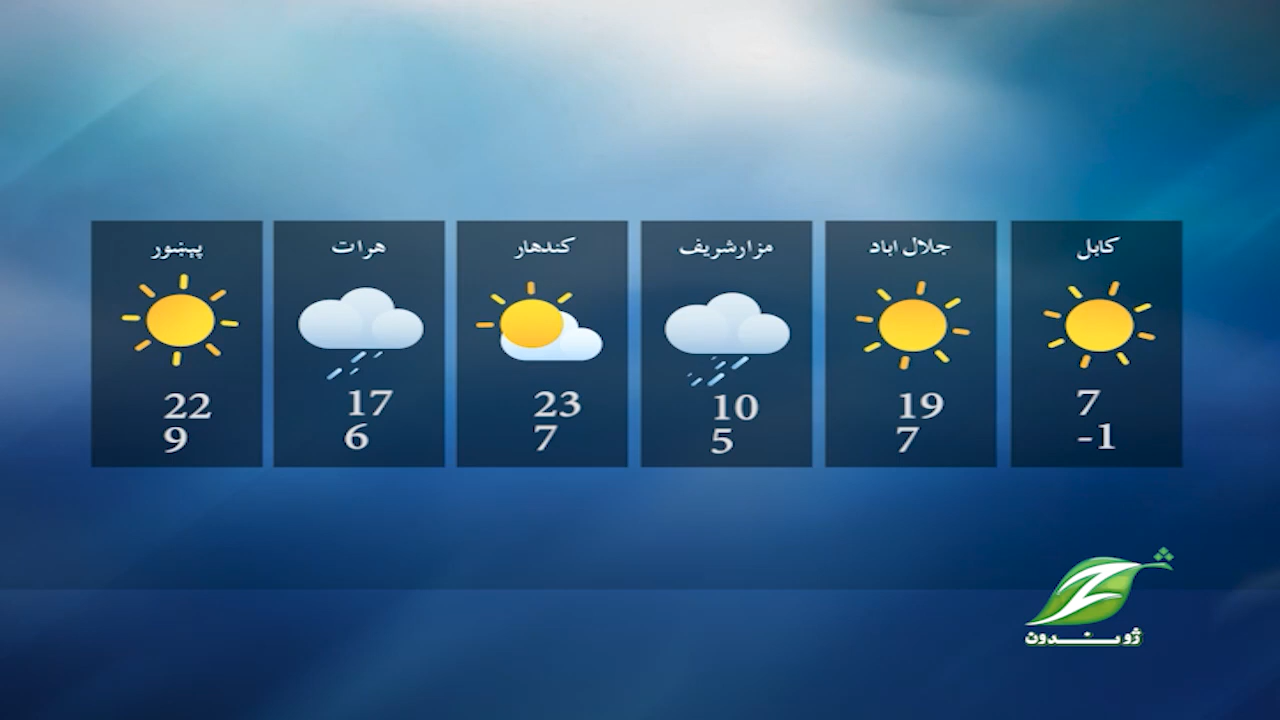 کابل
7
-1
جلال اباد
19
7
مزارشریف
10
5
کندهار
23
7
هرات
17
6
پېښور
22
9
ژوندون